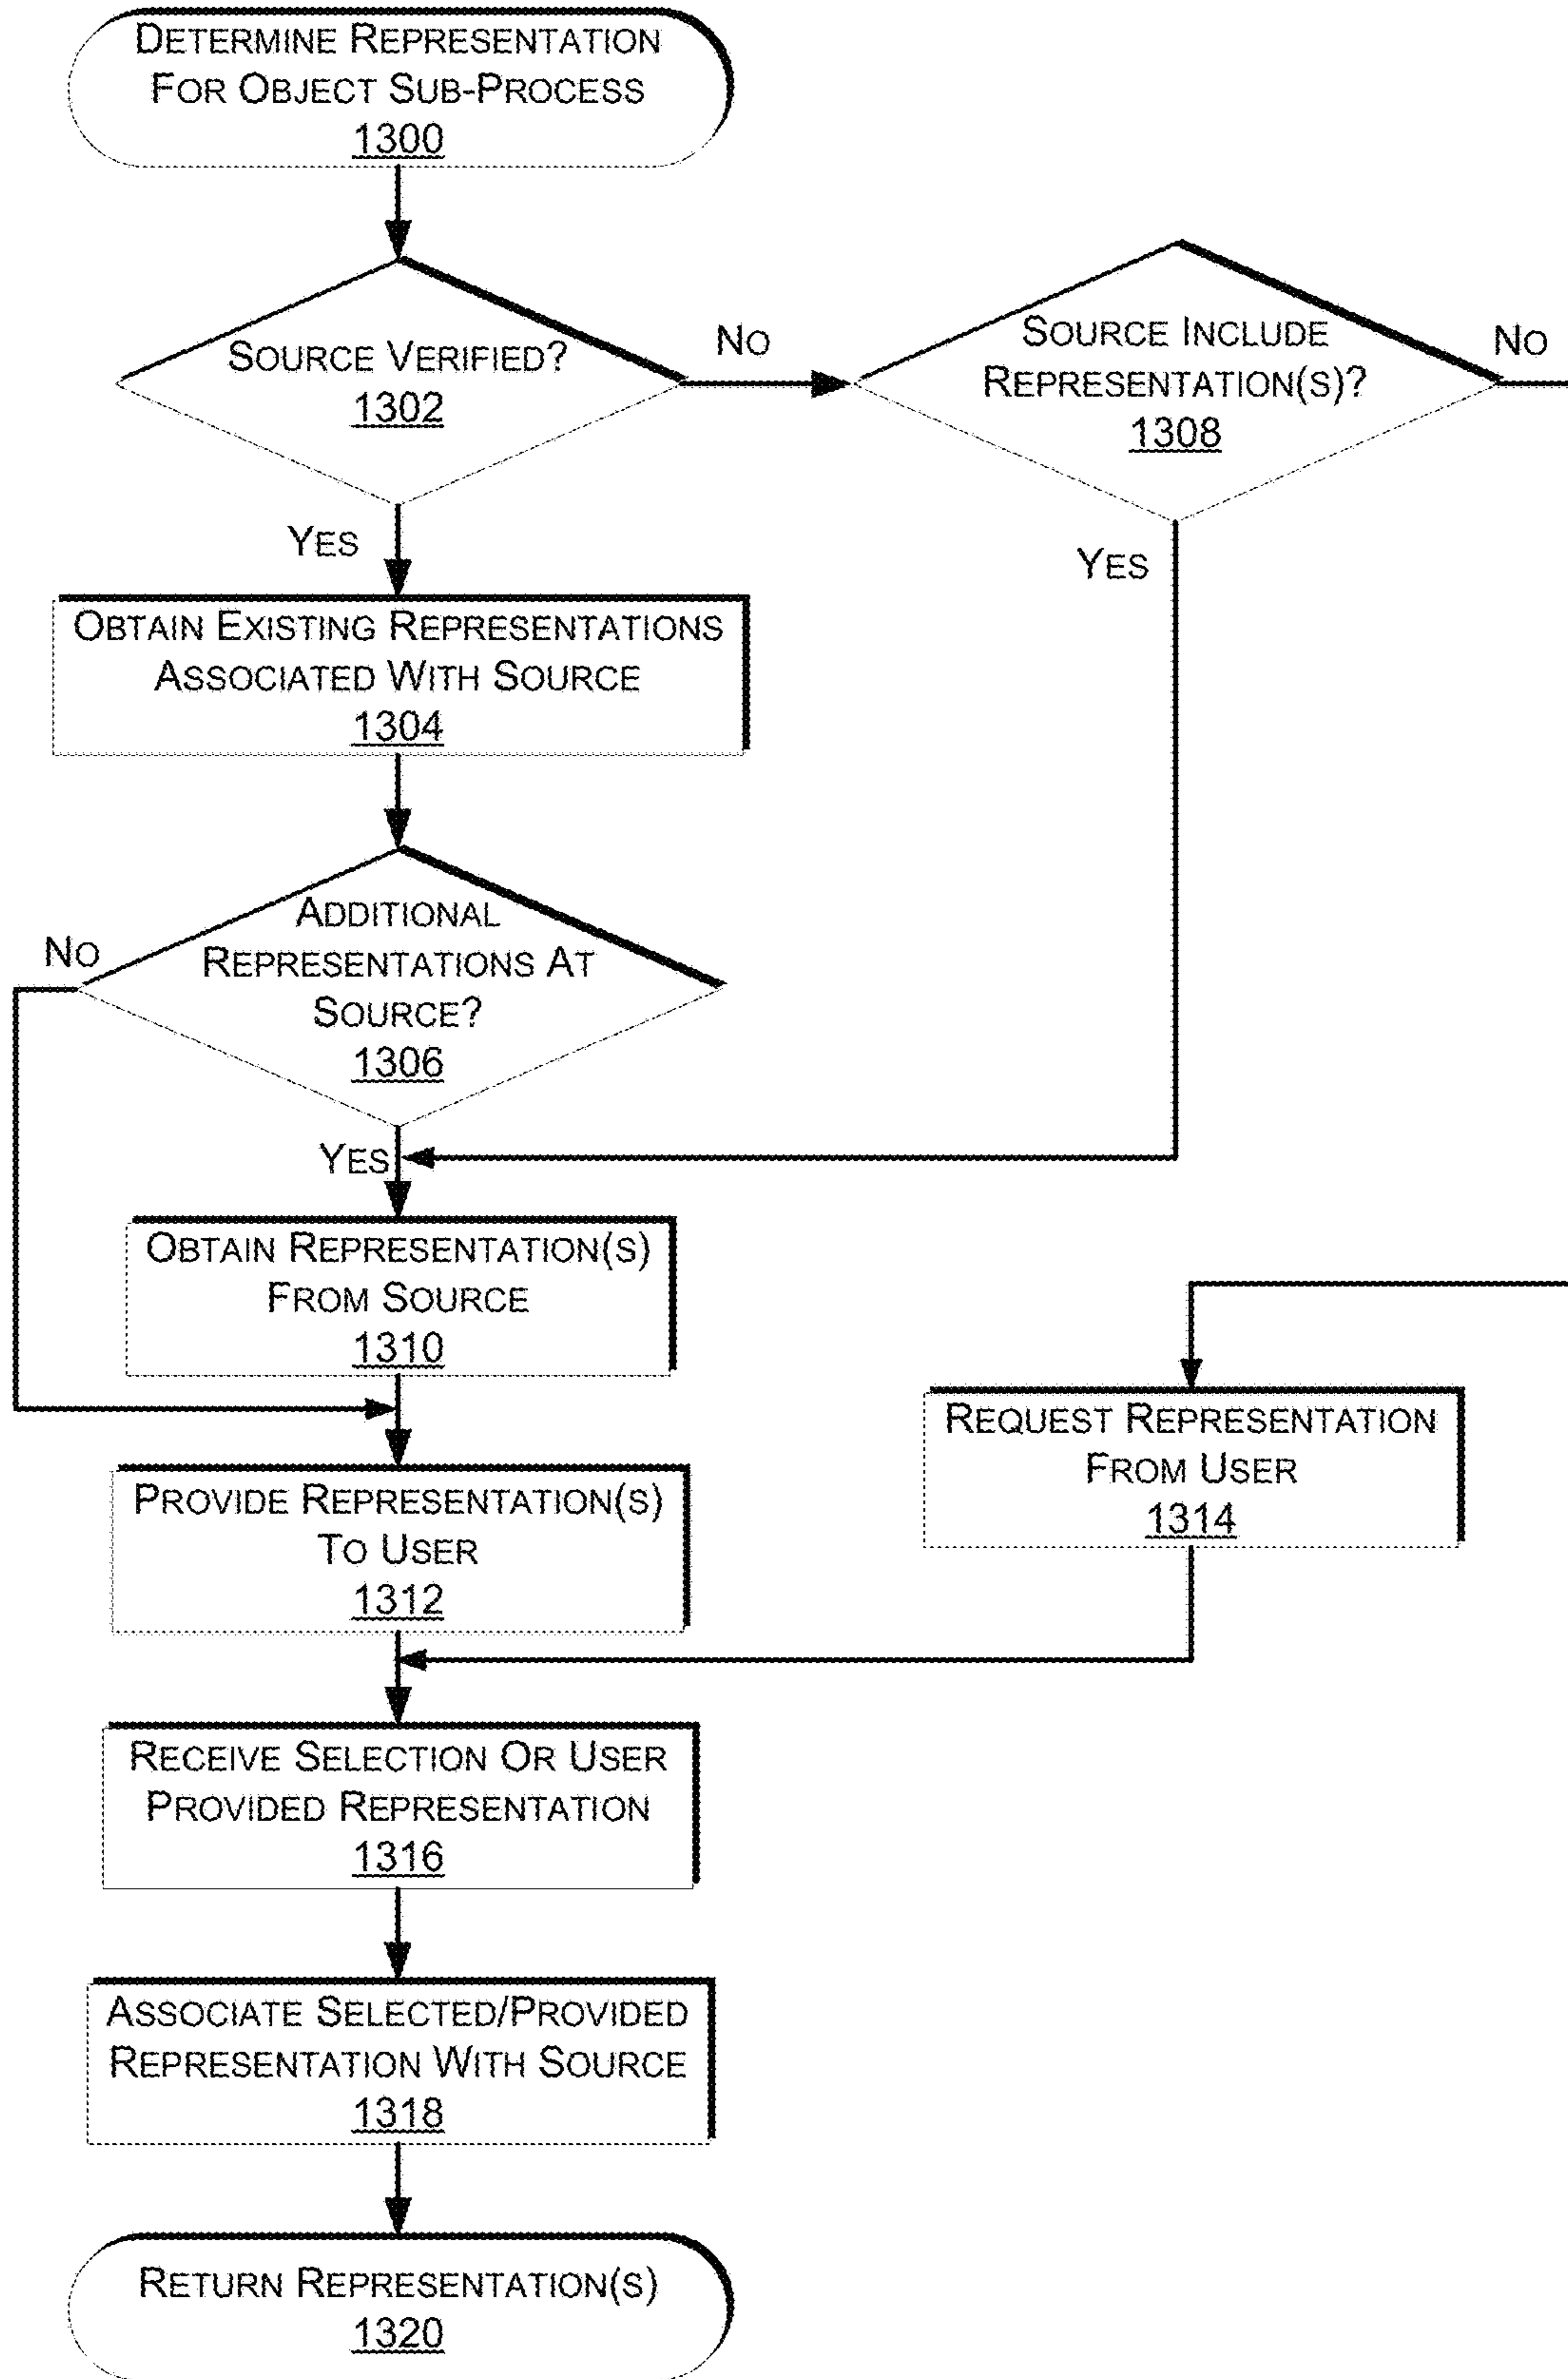 DETERMINE REPRESENTATION
FOR OBJECT SUB-PROCESS
1300
SOURCE VERIFIED?
1302
NO
SOURCE INCLUDE
REPRESENTATION(S)?
1308
NO
YES
YES
OBTAIN EXISTING REPRESENTATIONS
ASSOCIATED WITH SOURCE
1304
ADDITIONAL
REPRESENTATIONS AT
SOURCE?
1306
NO
YES
OBTAIN REPRESENTATION(S)
FROM SOURCE
1310
REQUEST REPRESENTATION
FROM USER
1314
PROVIDE REPRESENTATION(S)
TO USER
1312
RECEIVE SELECTION OR USER
PROVIDED REPRESENTATION
1316
ASSOCIATE SELECTED/PROVIDED
REPRESENTATION WITH SOURCE
1318
RETURN REPRESENTATION(S)
1320